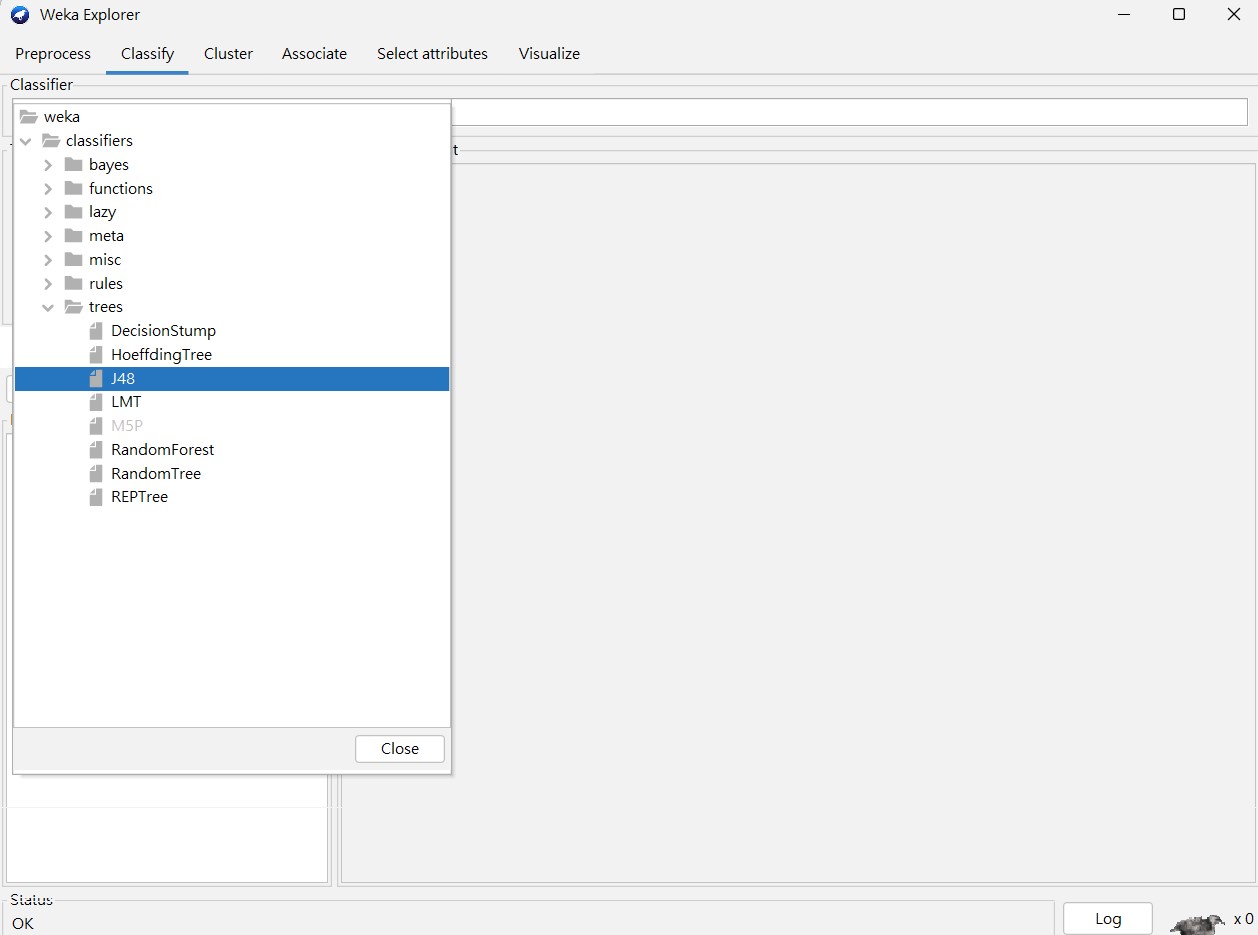 Weka Explorer
Preprocess Classify Cluster Associate Select attributes Visualize
Classifier
weka
classifiers
t
bayes
functions
lazy
meta
misc
rules
trees
DecisionStump
HoeffdingTree
J48
LMT
M5P
RandomForest
RandomTree
REPTree
Close
Status
OK
Log
x 0